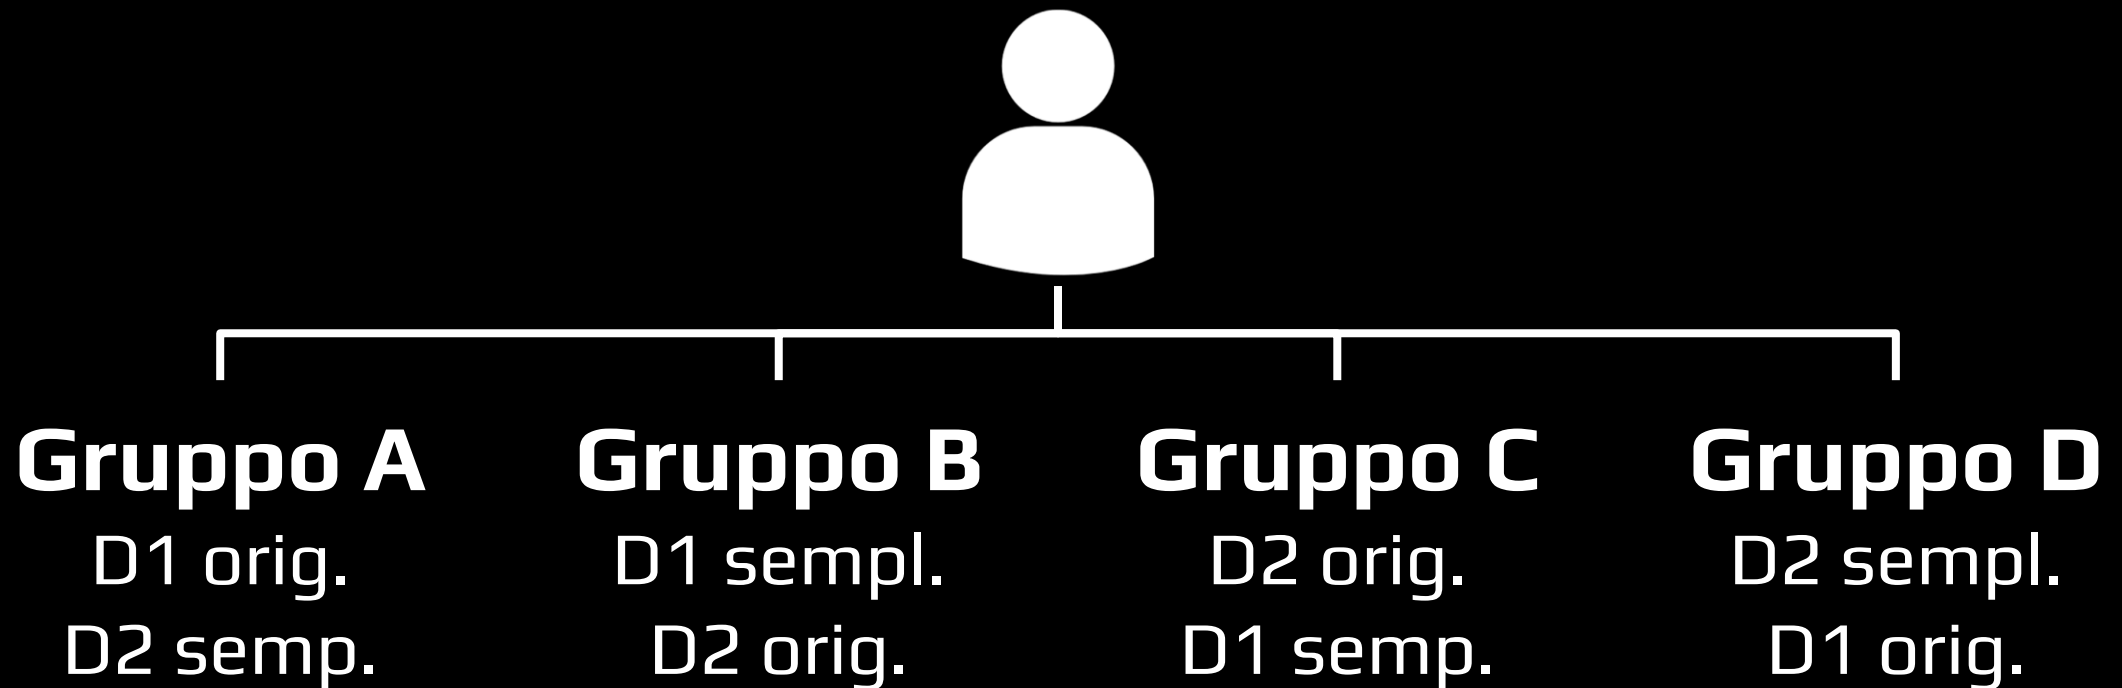 Gruppo A
D1 orig.
D2 semp.
Gruppo B
D1 sempl.
D2 orig.
Gruppo C
D2 orig.
D1 semp.
Gruppo D
D2 sempl.
D1 orig.